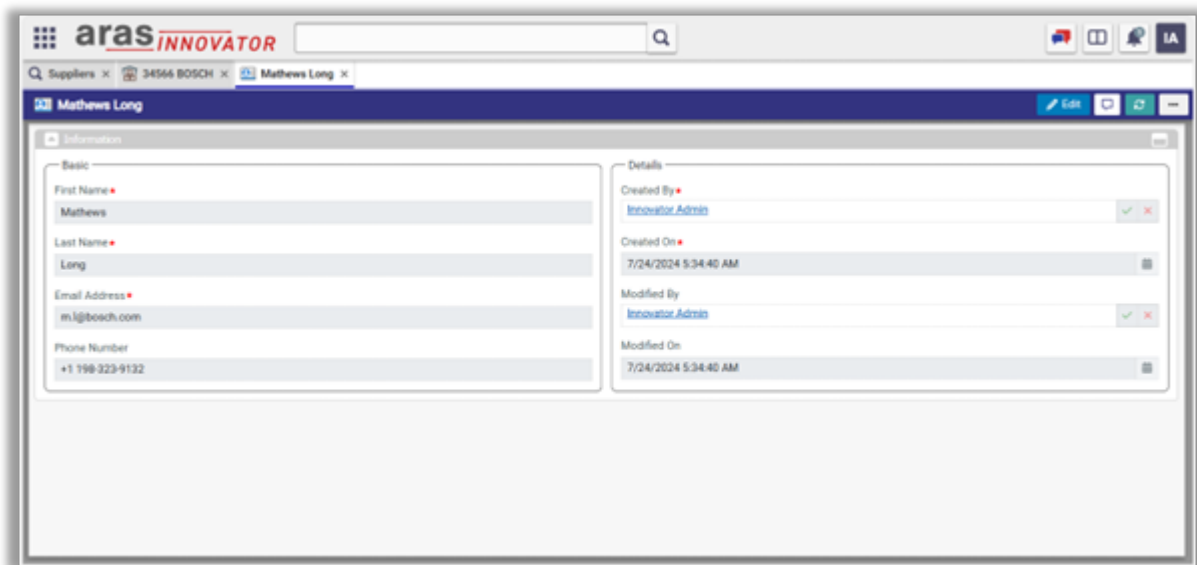 aras INNOVATOR
IA
Suppliers × 34566 BOSCH × Mathews Long ×
Mathews Long
Edit
Information
Basic
First Name •
Mathews
Last Name •
Long
Email Address •
m.l@bosch.com
Phone Number
+1 198-323-9132
Details
Created By •
Innovator Admin
Created On •
7/24/2024 5:34:40 AM
Modified By
Innovator Admin
Modified On
7/24/2024 5:34:40 AM